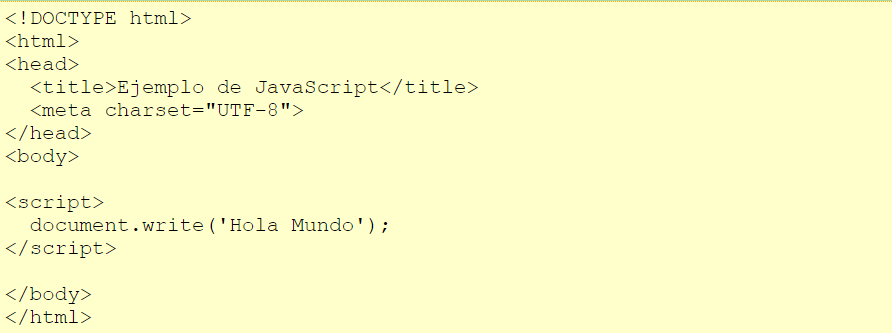 <!DOCTYPE html>
<html>
<head>
  <title>Ejemplo de JavaScript</title>
  <meta charset="UTF-8">
</head>
<body>

<script>
  document.write('Hola Mundo');
</script>

</body>
</html>